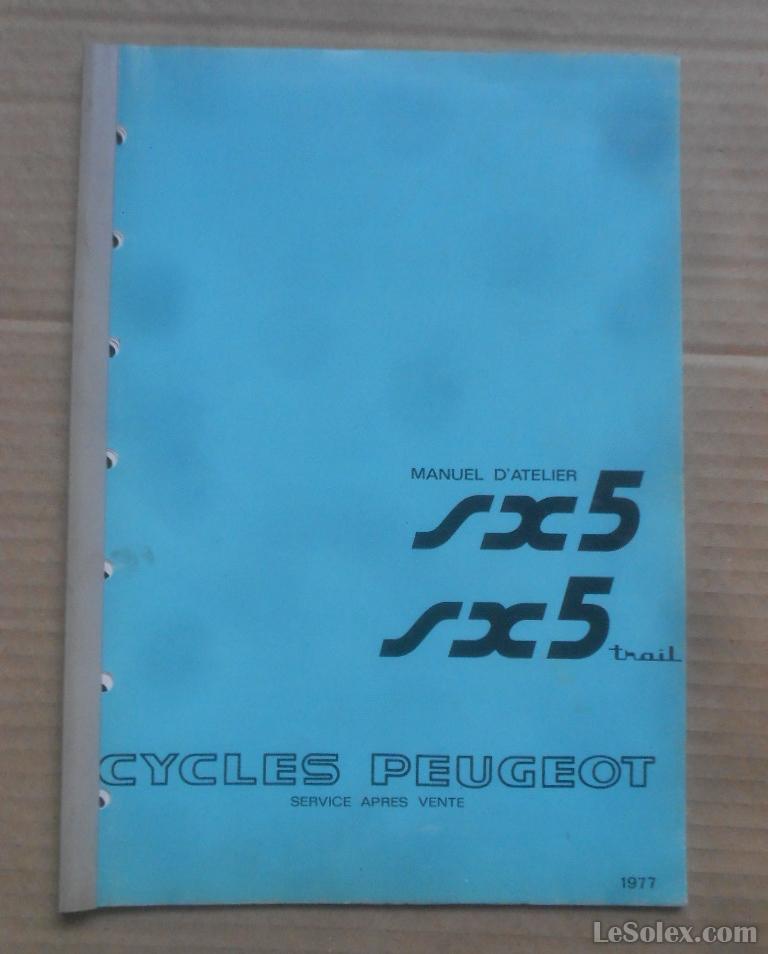 MANUEL D'ATELIER
sx5
sx5 trail
CYCLES PEUGEOT
SERVICE APRES VENTE
1977
LeSolex.com